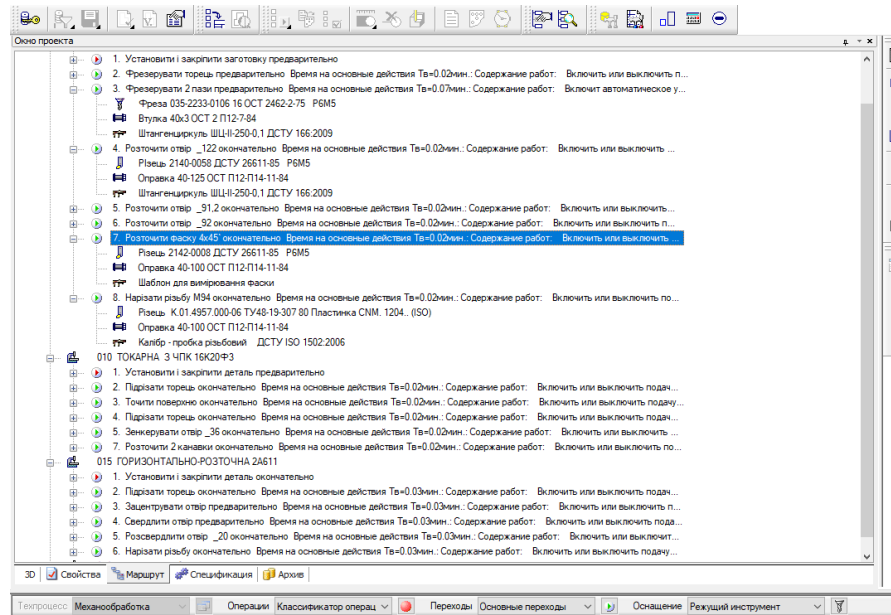 Окно проекта
1. Установити і закріпити заготовку предварительно
2. Фрезерувати торець предварительно Время на основные действия Тв=0.02мин.: Содержание работ: Включить или выключить п...
3. Фрезерувати 2 пази предварительно Время на основные действия Тв=0.07мин.: Содержание работ: Включит автоматическое у...
Фреза 035-2233-0106 16 ОСТ 2462-2-75 Р6М5
Втулка 40х3 ОСТ 2 П12-7-84
Штангенциркуль ШЦ-ІІ-250-0,1 ДСТУ 166:2009
4. Розточити отвір _122 окончательно Время на основные действия Тв=0.02мин.: Содержание работ: Включить или выключить ...
Різець 2140-0058 ДСТУ 26611-85 Р6М5
Оправка 40-125 ОСТ П12-П14-11-84
Штангенциркуль ШЦ-ІІ-250-0,1 ДСТУ 166:2009
5. Розточити отвір _91,2 окончательно Время на основные действия Тв=0.02мин.: Содержание работ: Включить или выключить...
6. Розточити отвір _92 окончательно Время на основные действия Тв=0.02мин.: Содержание работ: Включить или выключить п...
7. Розточити фаску 4х45' окончательно Время на основные действия Тв=0.02мин.: Содержание работ: Включить или выключить ...
Різець 2142-0008 ДСТУ 26611-85 Р6М5
Оправка 40-100 ОСТ П12-П14-11-84
Шаблон для вимірювання фаски
8. Нарізати різьбу М94 окончательно Время на основные действия Тв=0.02мин.: Содержание работ: Включить или выключить по...
Різець К.01.4957.000-06 ТУ48-19-307 80 Пластинка CNM. 1204.. (ISO)
Оправка 40-100 ОСТ П12-П14-11-84
Калібр - пробка різьбовий ДСТУ ISO 1502:2006
010 ТОКАРНА З ЧПК 16К20Ф3
1. Установити і закріпити деталь предварительно
2. Підрізати торець окончательно Время на основные действия Тв=0.02мин.: Содержание работ: Включить или выключить подач...
3. Точити поверхню окончательно Время на основные действия Тв=0.02мин.: Содержание работ: Включить или выключить подачу...
4. Підрізати торець окончательно Время на основные действия Тв=0.02мин.: Содержание работ: Включить или выключить подач...
5. Зенкерувати отвір _36 окончательно Время на основные действия Тв=0.02мин.: Содержание работ: Включить или выключить ...
7. Розточити 2 канавки окончательно Время на основные действия Тв=0.02мин.: Содержание работ: Включить или выключить по...
015 ГОРИЗОНТАЛЬНО-РОЗТОЧНА 2А611
1. Установити і закріпити деталь окончательно
2. Підрізати торець окончательно Время на основные действия Тв=0.03мин.: Содержание работ: Включить или выключить подач...
3. Зацентрувати отвір предварительно Время на основные действия Тв=0.03мин.: Содержание работ: Включить или выключить п...
4. Свердлити отвір предварительно Время на основные действия Тв=0.03мин.: Содержание работ: Включить или выключить пода...
5. Розсвердлити отвір _20 окончательно Время на основные действия Тв=0.03мин.: Содержание работ: Включить или выключит...
6. Нарізати різьбу окончательно Время на основные действия Тв=0.03мин.: Содержание работ: Включить или выключить подачу...
3D Свойства Маршрут Спецификация Архив
Техпроцесс Механообработка Операции Классификатор операц Переходы Основные переходы Оснащение Режущий инструмент